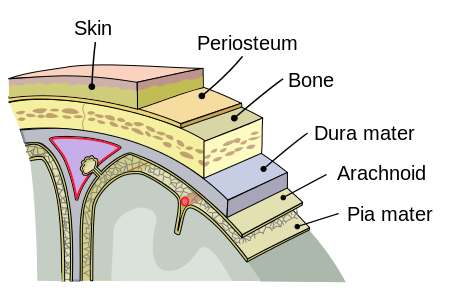 Skin
Periosteum
Bone
Dura mater
Arachnoid
Pia mater